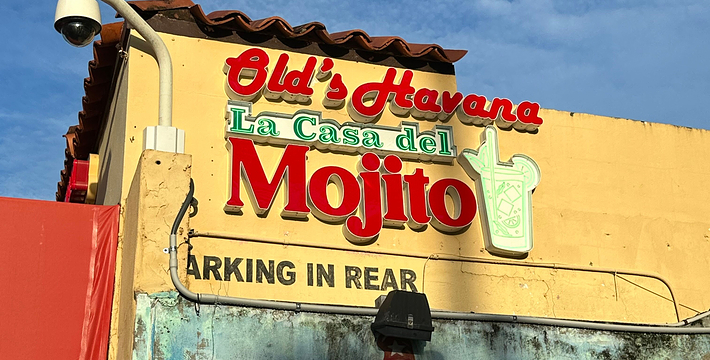 Old's Havana
La Casa del
Mojito
ARKING IN REAR